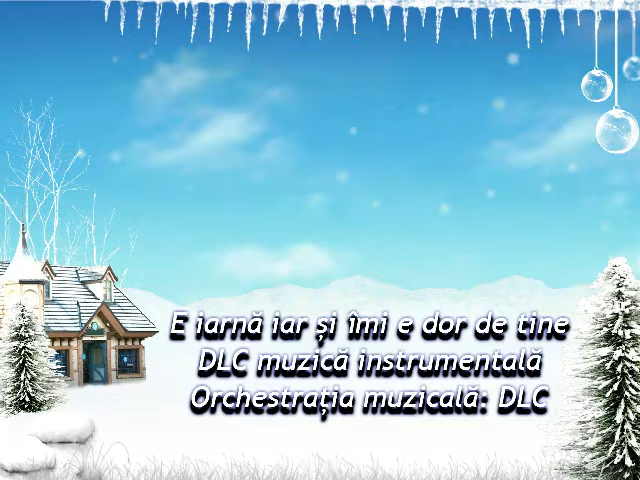 E iarnă iar și îmi e dor de tine
DLC muzică instrumentală
Orchestrația muzicală: DLC